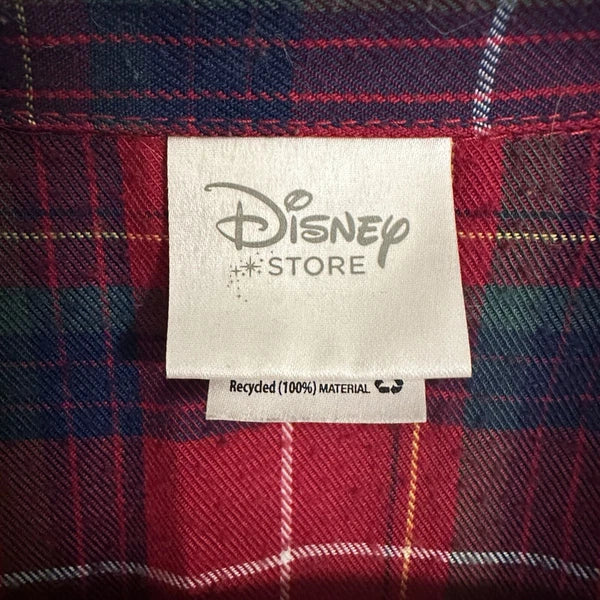 Disney
STORE
Recycled (100%) MATERIAL